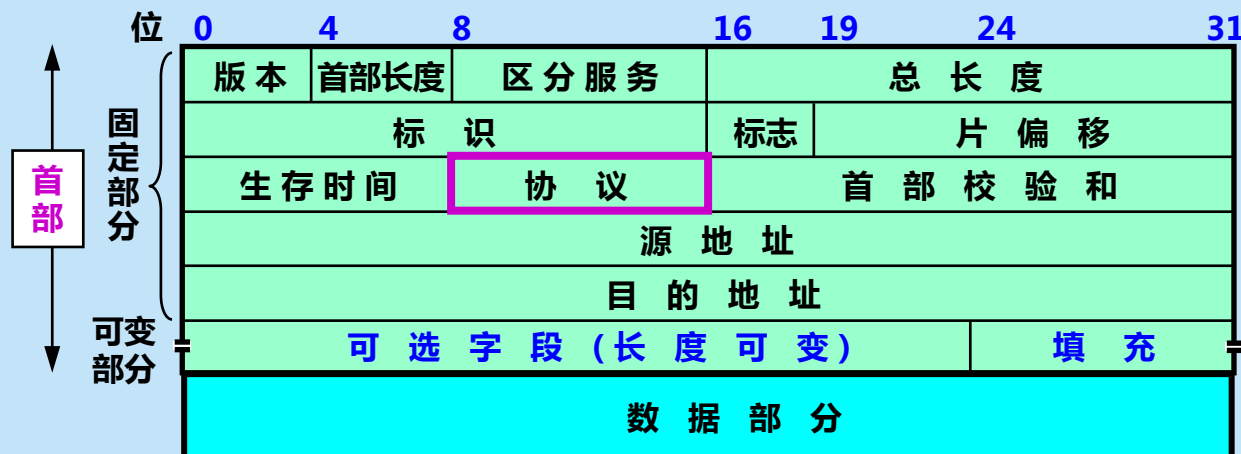 位 0 4 8 16 19 24 31
版本 首部长度 区分服务 总长度
标识 标志 片偏移
生存时间 协议 首部校验和
源地址
目的地址
可选字段(长度可变) 填充
数据部分
首部
固定部分
可变
部分